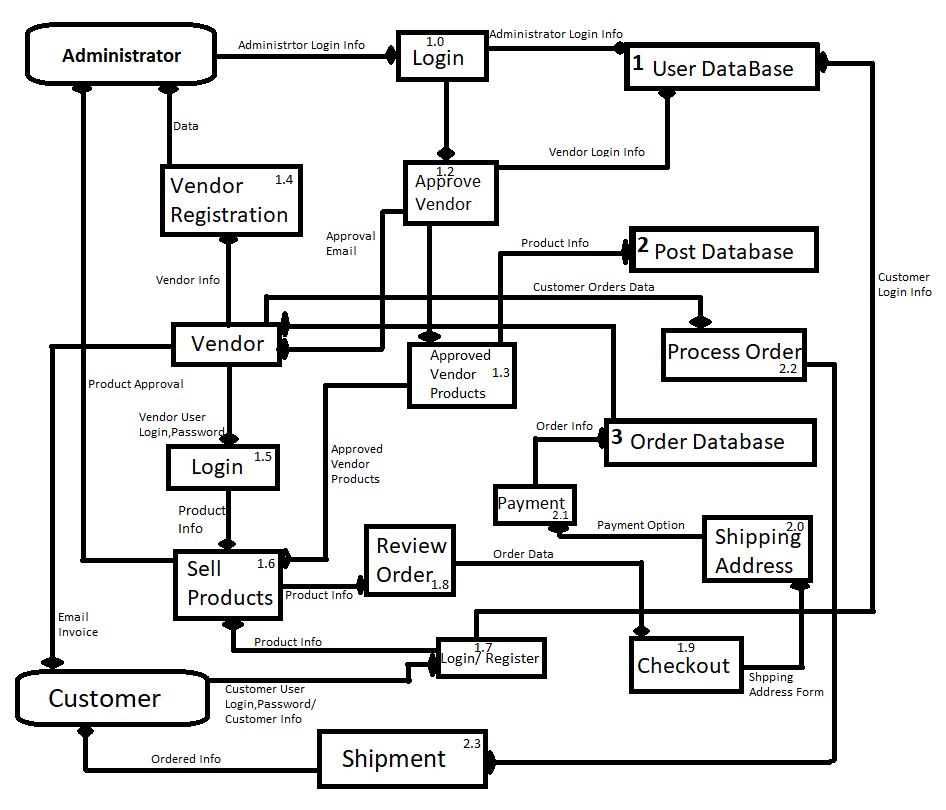 Administrator
Administrtor Login Info
1.0
Login
Administrator Login Info
1 User DataBase
Data
Vendor Login Info
1.2
Approve
Vendor
1.4
Vendor
Registration
Approval
Email
Product Info
2 Post Database
Customer
Login Info
Vendor Info
Customer Orders Data
Vendor
Process Order
2.2
Approved
Vendor
Products
1.3
Product Approval
Vendor User
Login,Password
Order Info
3 Order Database
Login
1.5
Approved
Vendor
Products
Payment
2.1
Product
Info
Payment Option
2.0
Shipping
Address
Review
Order
1.8
Order Data
1.6
Sell
Products
Product Info
Email
Invoice
Product Info
1.7
Login/ Register
1.9
Checkout
Shpping
Address Form
Customer
Customer User
Login,Password/
Customer Info
Ordered Info
2.3
Shipment